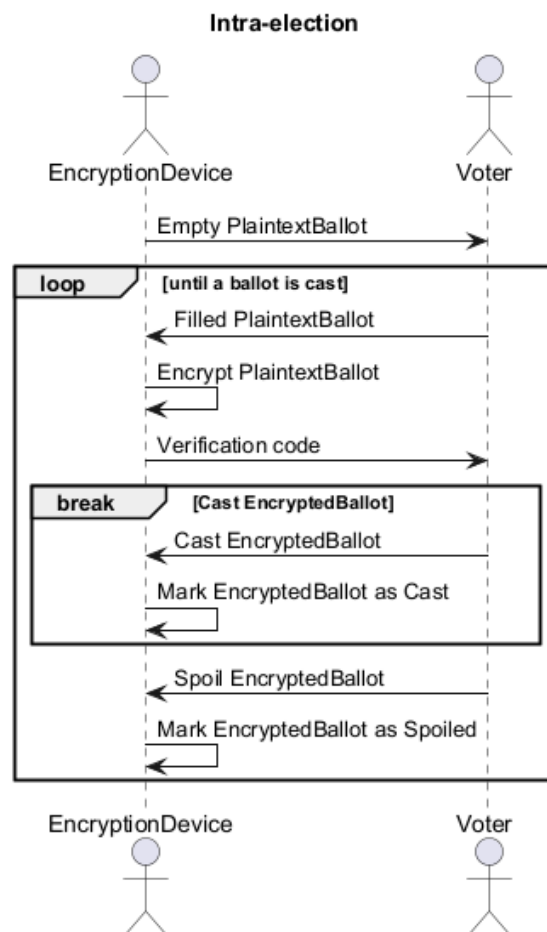 Intra-election
EncryptionDevice
Voter
Empty PlaintextBallot
loop
[until a ballot is cast]
Filled PlaintextBallot
Encrypt PlaintextBallot
Verification code
break
[Cast EncryptedBallot]
Cast EncryptedBallot
Mark EncryptedBallot as Cast
Spoil EncryptedBallot
Mark EncryptedBallot as Spoiled
EncryptionDevice
Voter